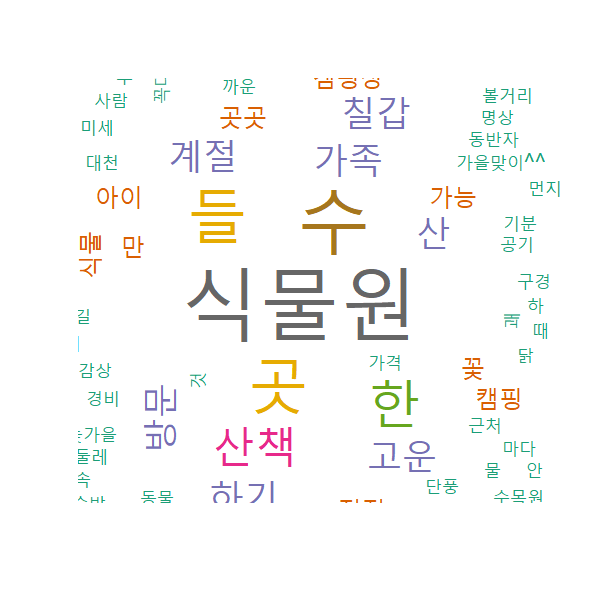 까운
사람
곳곳
칠갑
볼거리
명상
미세
동반자
계절
가족
가을맞이^^
대천
아이
들
수
가능
먼지
산
기분
공기
식물
만
식물원
구경
하
길
때
닭
감상
것
곳
가격
꽃
경비
방문
한
캠핑
근처
산책
고운
마다
둘레
물
안
속
하기
단풍
동물
수목원